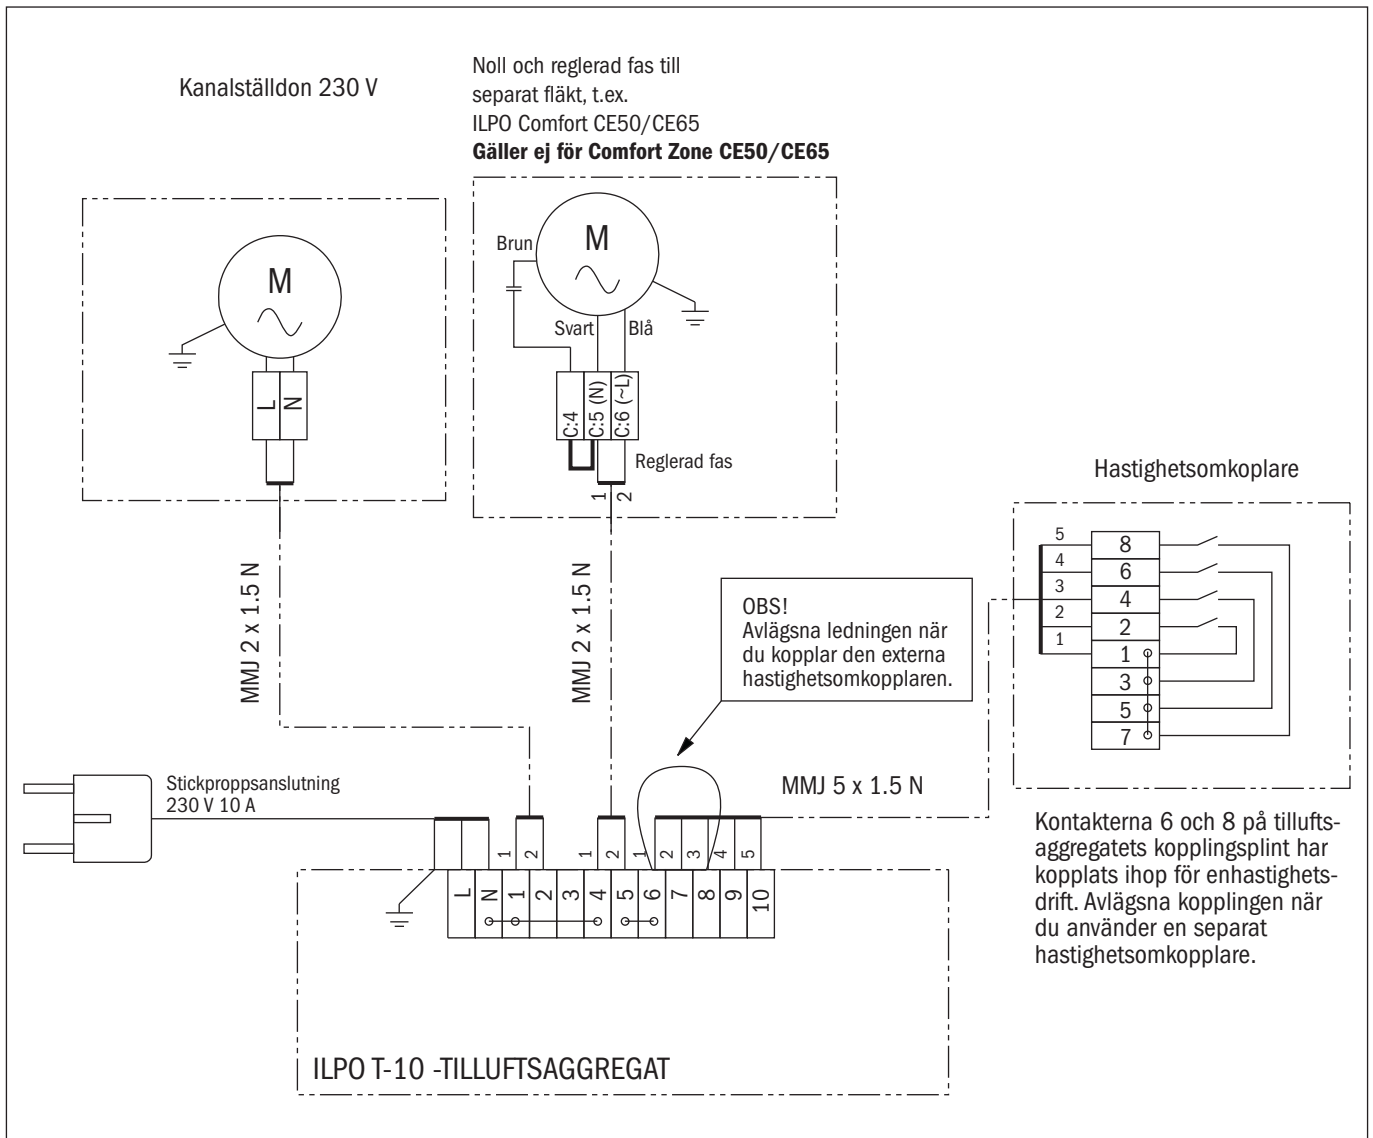 Kanalställdon 230 V
Noll och reglerad fas till
separat fläkt, t.ex.
ILPO Comfort CE50/CE65
Gäller ej för Comfort Zone CE50/CE65
M
L
N
MMJ 2 x 1.5 N
M
Brun
Svart
Blå
C:4
C:5 (N)
C:6 (~L)
Reglerad fas
1
2
MMJ 2 x 1.5 N
OBS!
Avlägsna ledningen när
du kopplar den externa
hastighetsomkopplaren.
Hastighetsomkoplare
5
4
3
2
1
8
6
4
2
1
3
5
7
MMJ 5 x 1.5 N
Kontakterna 6 och 8 på tillufts-
aggregatets kopplingsplint har
kopplats ihop för enhastighets-
drift. Avlägsna kopplingen när
du använder en separat
hastighetsomkopplare.
Stickproppsanslutning
230 V 10 A
1
2
1
2
1
2
3
4
5
L
N
1
2
3
4
5
6
7
8
9
10
ILPO T-10 -TILLUFTSAGGREGAT